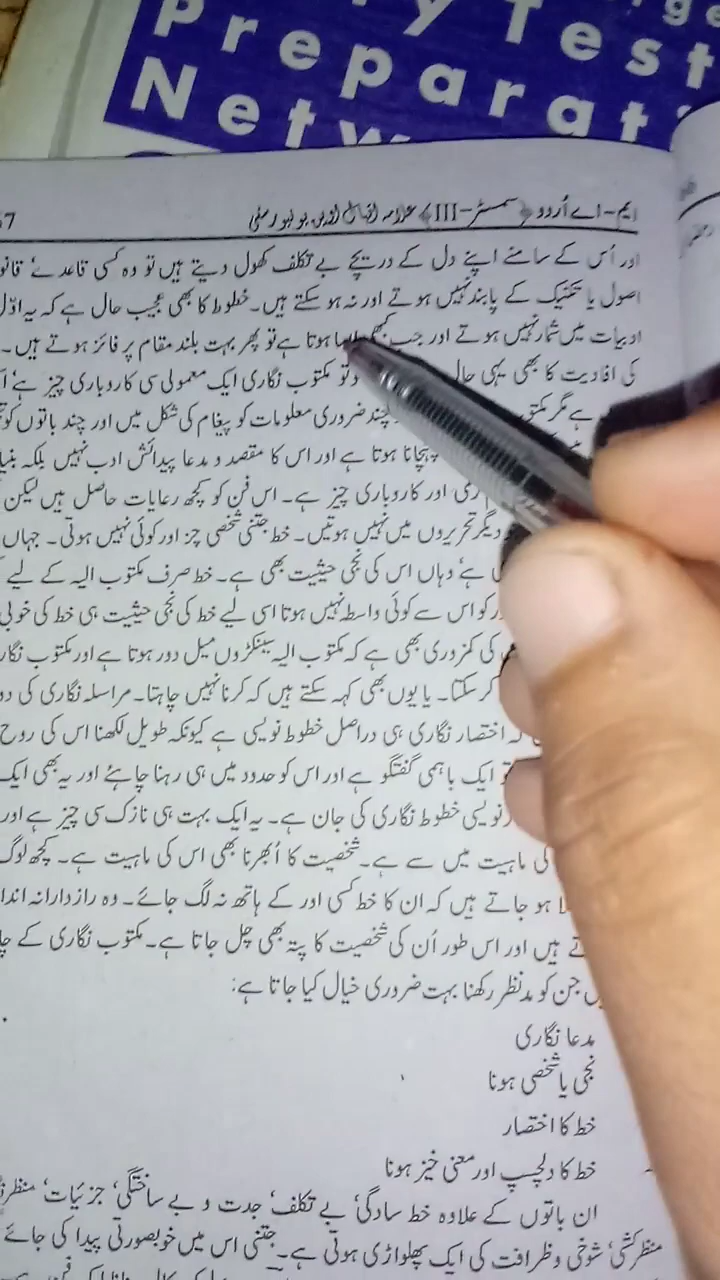 Test
Preparat
Netw
ایم-اے اُردو ﴿سمسٹر-III﴾ علامہ اقبال اوپن یونیورسٹی
اور اُس کے سامنے اپنے دل کے دریچے بے تکلف کھول دیتے ہیں تو وہ کسی قاعدے‘
اصول یا تکنیک کے پابند نہیں ہوتے اور نہ ہو سکتے ہیں۔ خطوط کا بھی عجیب حال ہے کہ یہ
ادبیات میں شمار نہیں ہوتے اور جب ہوتا ہے تو پھر بہت بلند مقام پر فائز ہوتے ہیں۔
کی افادیت کا بھی یہی حال تو مکتوب نگاری ایک معمولی سی کاروباری چیز ہے‘
ہے مگر چند ضروری معلومات کو پیغام کی شکل میں اور چند باتوں کو
پہچانا ہوتا ہے اور اس کا مقصد و مدعا پیدائش ادب نہیں بلکہ
اور کاروباری چیز ہے۔ اس فن کو کچھ رعایات حاصل ہیں لیکن
دیگر تحریروں میں نہیں ہوتیں۔ خط جتنی شخصی چز اور کوئی نہیں ہوتی۔ جہاں
ہے‘ وہاں اس کی نجی حیثیت بھی ہے۔ خط صرف مکتوب الیہ کے لیے
کو اس سے کوئی واسطہ نہیں ہوتا اسی لیے خط کی نجی حیثیت ہی خط کی خوبی
کی کمزوری بھی ہے کہ مکتوب الیہ سینکڑوں میل دور ہوتا ہے اور مکتوب نگار
کر سکتا۔ یا یوں بھی کہہ سکتے ہیں کہ کرنا نہیں چاہتا۔ مراسلہ نگاری کی
اختصار نگاری ہی دراصل خطوط نویسی ہے کیونکہ طویل لکھنا اس کی روح
ایک باہمی گفتگو ہے اور اس کو حدود میں ہی رہنا چاہئے اور یہ بھی ایک
نویسی خطوط نگاری کی جان ہے۔ یہ ایک بہت ہی نازک سی چیز ہے اور
کی ماہیت میں سے ہے۔ شخصیت کا اُبھرنا بھی اس کی ماہیت ہے۔ کچھ لوگ
ہو جاتے ہیں کہ ان کا خط کسی اور کے ہاتھ نہ لگ جائے۔ وہ رازدارانہ
ہیں اور اس طور اُن کی شخصیت کا پتہ بھی چل جاتا ہے۔ مکتوب نگاری کے
جن کو مدنظر رکھنا بہت ضروری خیال کیا جاتا ہے:
مدعا نگاری
نجی یا شخصی ہونا
خط کا اختصار
خط کا دلچسپ اور معنی خیز ہونا
ان باتوں کے علاوہ خط سادگی‘ بے تکلف‘ جدت و بے ساختگی‘ جزئیات‘
منظر کشی‘ شوخی و ظرافت کی ایک پھلواڑی ہوتی ہے۔ جتنی اس میں خوبصورتی پیدا کی جائے